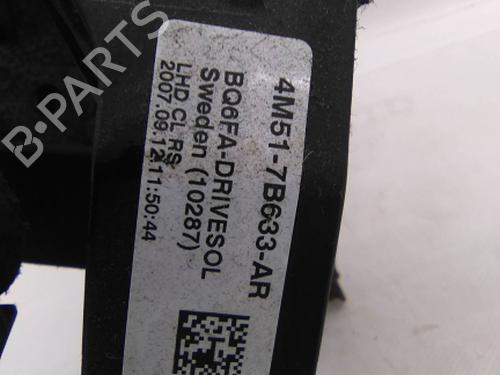 4M51-7B633-AR
BQ6FA-DRIVESOL
Sweden (10287)
LHD CL RS
2007.09.12.11:50:44
B-PARTS